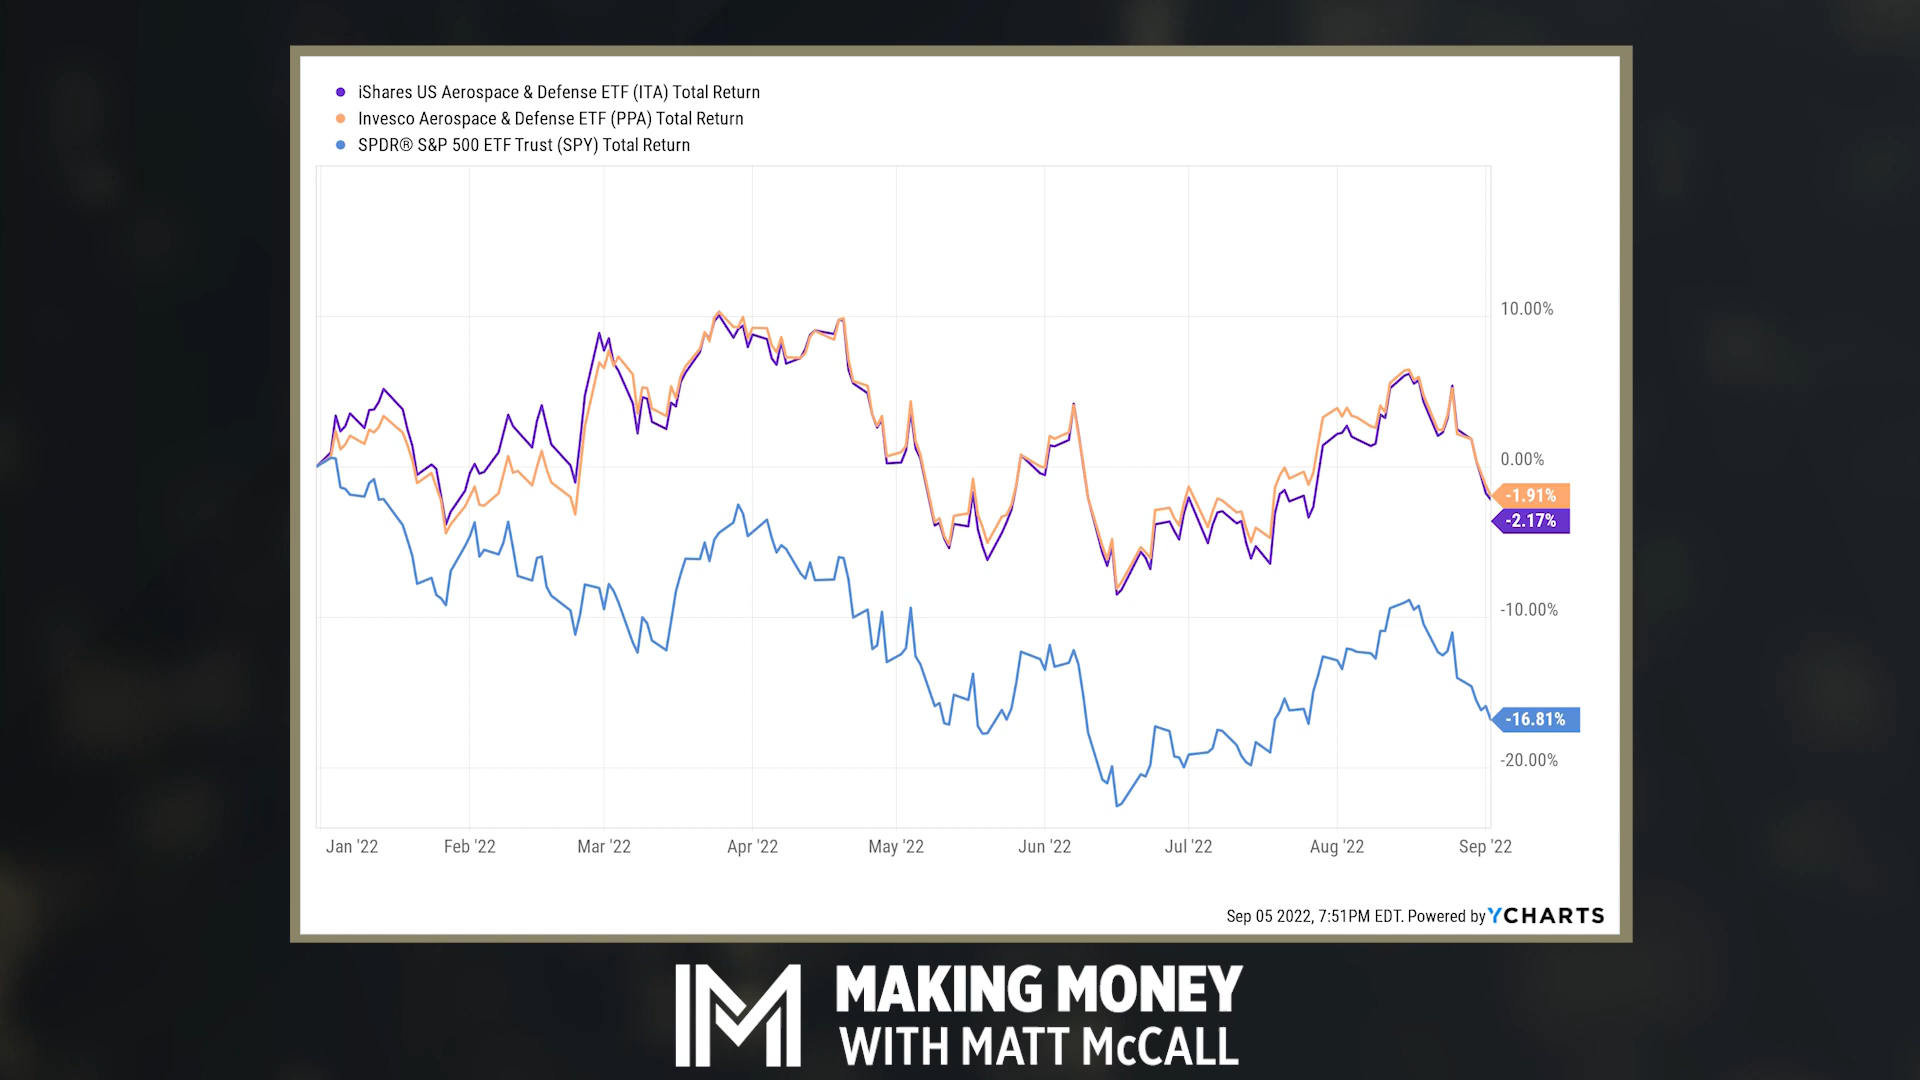 iShares US Aerospace & Defense ETF (ITA) Total Return
Invesco Aerospace & Defense ETF (PPA) Total Return
SPDR® S&P 500 ETF Trust (SPY) Total Return
10.00%
0.00%
-1.91%
-2.17%
-10.00%
-16.81%
-20.00%
Jan '22 Feb '22 Mar '22 Apr '22 May '22 Jun '22 Jul '22 Aug '22 Sep '22
Sep 05 2022, 7:51PM EDT. Powered by YCHARTS
MAKING MONEY
WITH MATT McCALL